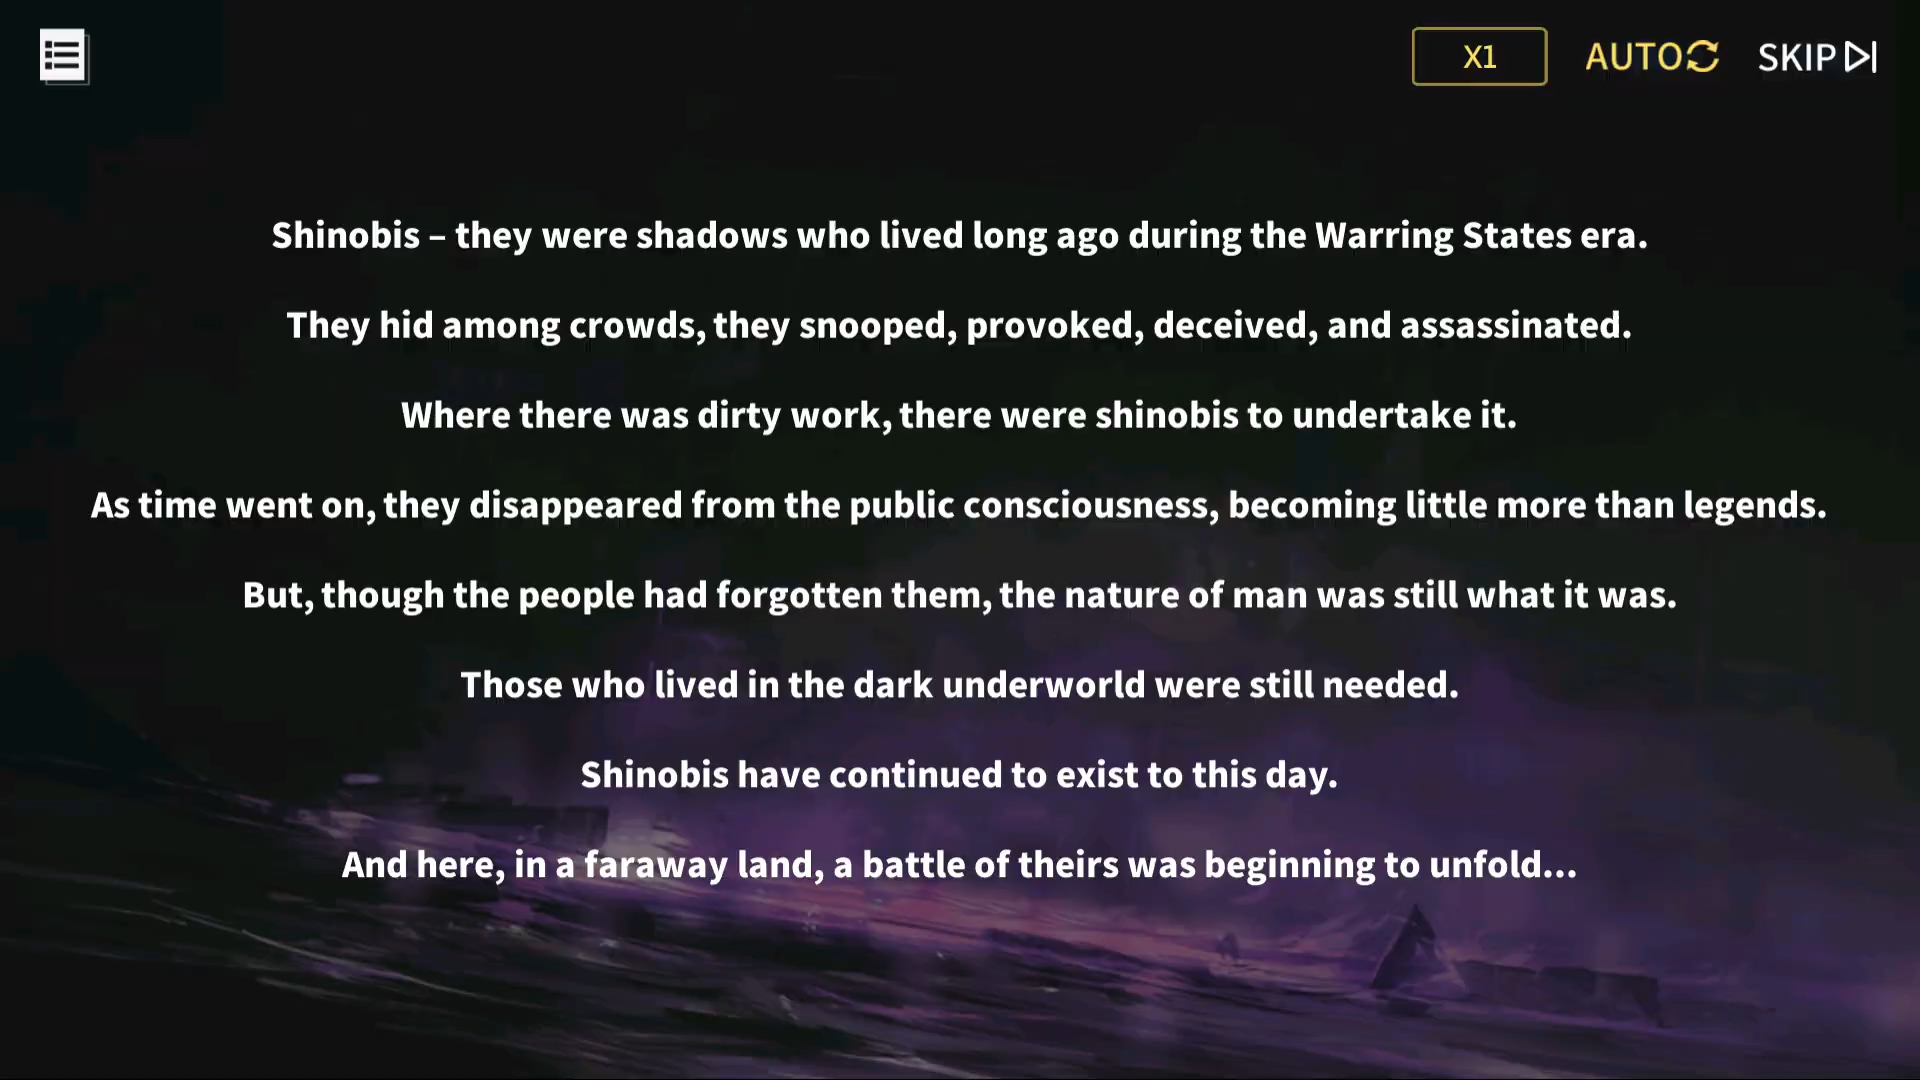 X1
AUTO
SKIP
Shinobis – they were shadows who lived long ago during the Warring States era.
They hid among crowds, they snooped, provoked, deceived, and assassinated.
Where there was dirty work, there were shinobis to undertake it.
As time went on, they disappeared from the public consciousness, becoming little more than legends.
But, though the people had forgotten them, the nature of man was still what it was.
Those who lived in the dark underworld were still needed.
Shinobis have continued to exist to this day.
And here, in a faraway land, a battle of theirs was beginning to unfold...